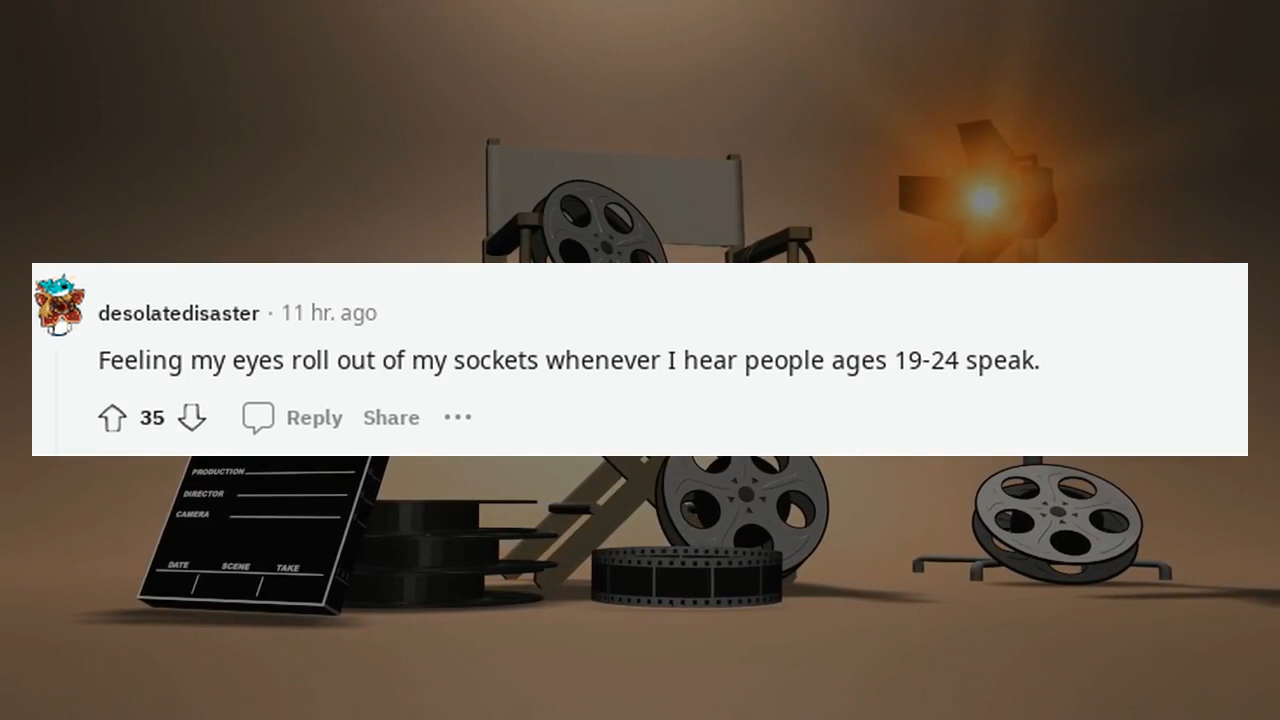 desolatedisaster · 11 hr. ago
Feeling my eyes roll out of my sockets whenever I hear people ages 19-24 speak.
35 Reply Share ···
PRODUCTION
DIRECTOR
CAMERA
DATE SCENE TAKE